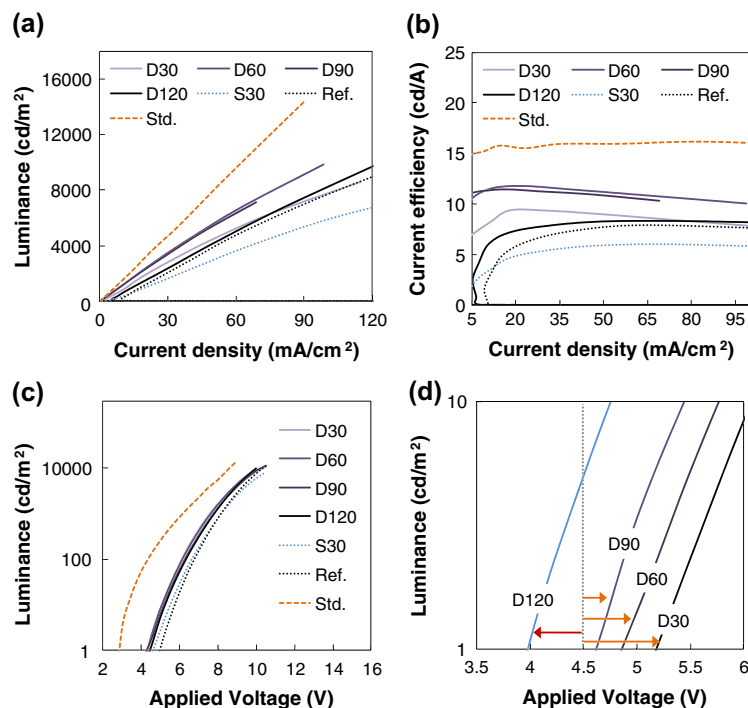 (a)
D30 D60 D90
D120 S30 Ref.
Std.
18000
14000
12000
8000
4000
0
0 30 60 90 120
Luminance (cd/m²)
Current density (mA/cm²)
(b)
D30 D60 D90
D120 S30 Ref.
Std.
25
20
15
10
5
0
5 20 35 50 65 80 95
Current efficiency (cd/A)
Current density (mA/cm²)
(c)
D30
D60
D90
D120
S30
Ref.
Std.
10000
100
1
2 4 6 8 10 12 14 16
Luminance (cd/m²)
Applied Voltage (V)
(d)
10
1
D90
D60
D120
D30
3.5 4 4.5 5 5.5 6
Luminance (cd/m²)
Applied Voltage (V)